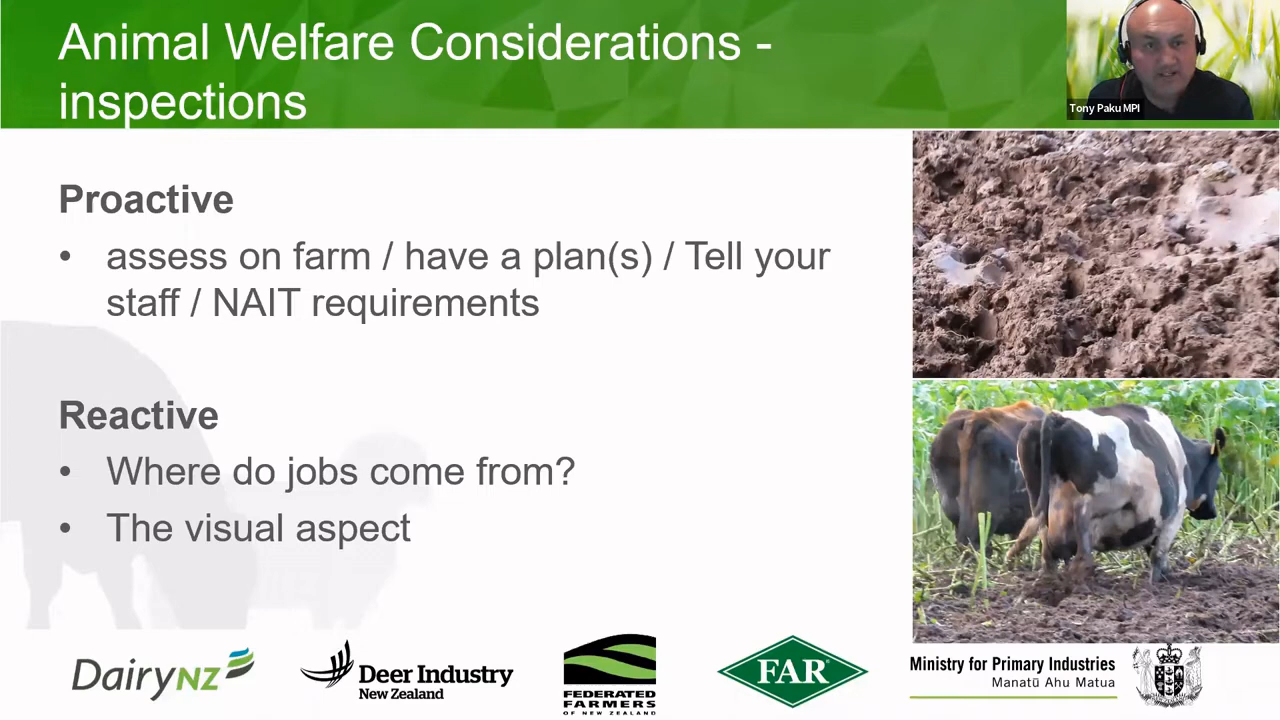 Animal Welfare Considerations -
inspections
Tony Paku MPI
Proactive
• assess on farm / have a plan(s) / Tell your
staff / NAIT requirements
Reactive
• Where do jobs come from?
• The visual aspect
DairyNZ
Deer Industry
New Zealand
FEDERATED
FARMERS
OF NEW ZEALAND
FAR
Ministry for Primary Industries
Manatū Ahu Matua